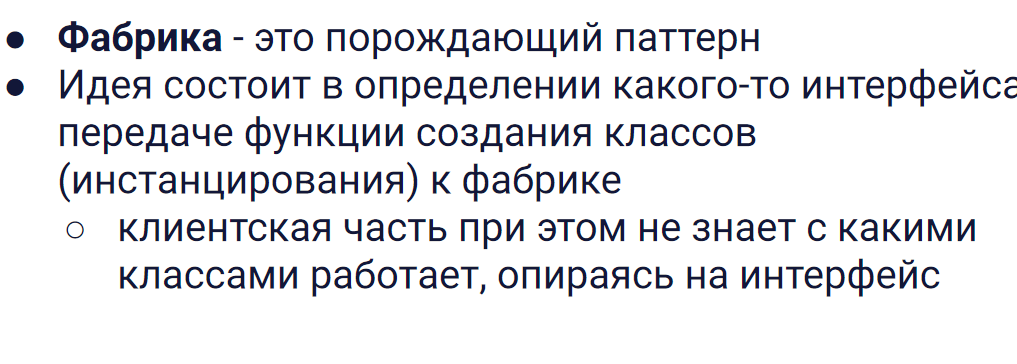 ● Фабрика - это порождающий паттерн
● Идея состоит в определении какого-то интерфейса
передаче функции создания классов
(инстанцирования) к фабрике
○ клиентская часть при этом не знает с какими
классами работает, опираясь на интерфейс